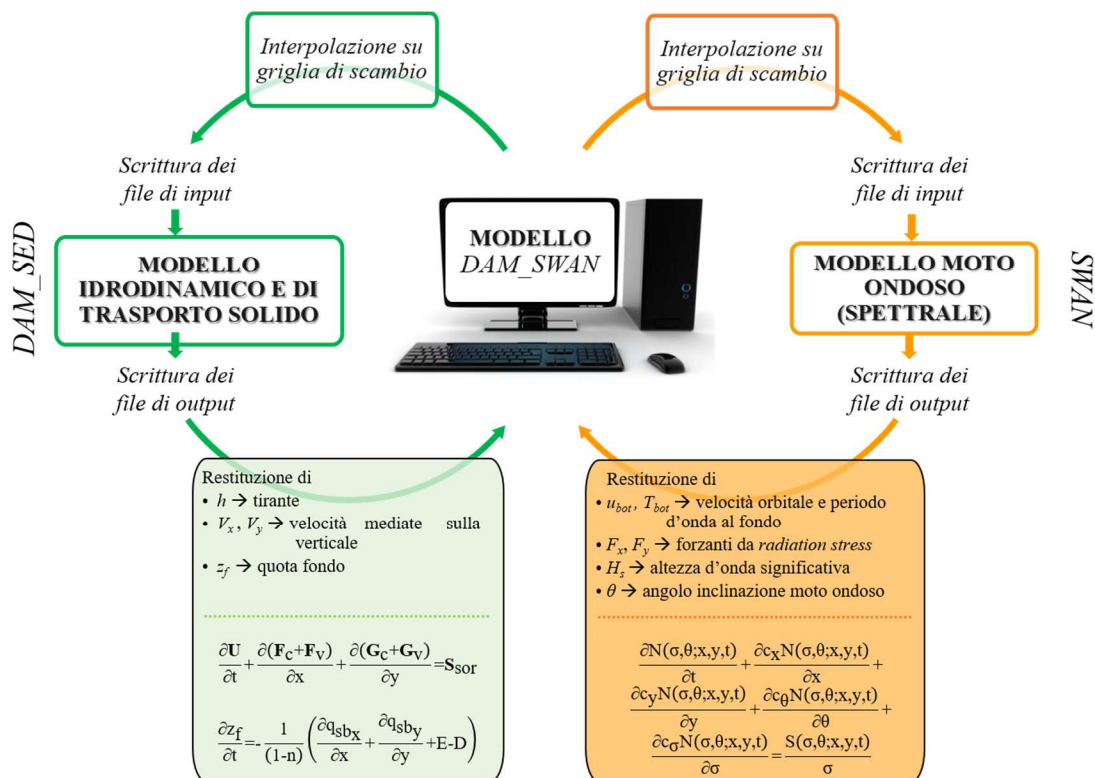 Interpolazione su
griglia di scambio
Interpolazione su
griglia di scambio
Scrittura dei
file di input
Scrittura dei
file di input
DAM_SED
MODELLO
IDRODINAMICO E DI
TRASPORTO SOLIDO
MODELLO
DAM_SWAN
MODELLO MOTO
ONDOSO
(SPETTRALE)
SWAN
Scrittura dei
file di output
Scrittura dei
file di output
Restituzione di
• h → tirante
• Vx, Vy → velocità mediate sulla
verticale
• zf → quota fondo
∂U/∂t+∂(Fc+Fv)/∂x+∂(Gc+Gv)/∂y=Ssor
∂zf/∂t=-1/(1-n)(∂qsbx/∂x+∂qsby/∂y+E-D)
Restituzione di
• ubot, Tbot → velocità orbitale e periodo
d'onda al fondo
• Fx, Fy → forzanti da radiation stress
• Hs → altezza d'onda significativa
• θ → angolo inclinazione moto ondoso
∂N(σ,θ;x,y,t)/∂t+∂cxN(σ,θ;x,y,t)/∂x+
∂cyN(σ,θ;x,y,t)/∂y+∂cθN(σ,θ;x,y,t)/∂θ+
∂cσN(σ,θ;x,y,t)/∂σ=S(σ,θ;x,y,t)/σ